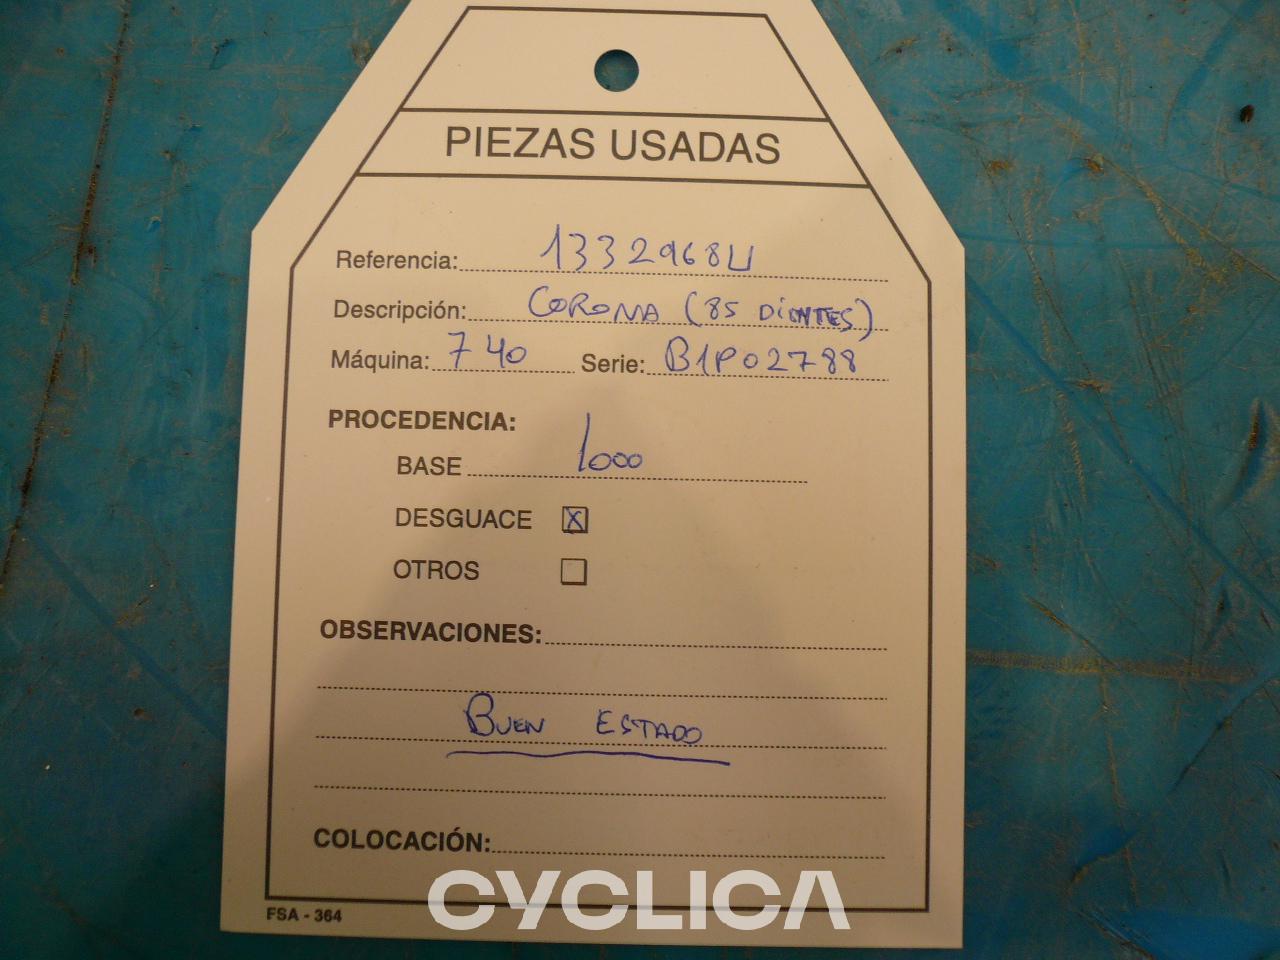 PIEZAS USADAS
Referencia: 1332968U
Descripción: CORONA (85 DIENTES)
Máquina: 740 Serie: B1P02788
PROCEDENCIA:
BASE 1000
DESGUACE X
OTROS
OBSERVACIONES:
BUEN ESTADO
COLOCACIÓN:
FSA - 364
CYCLICA